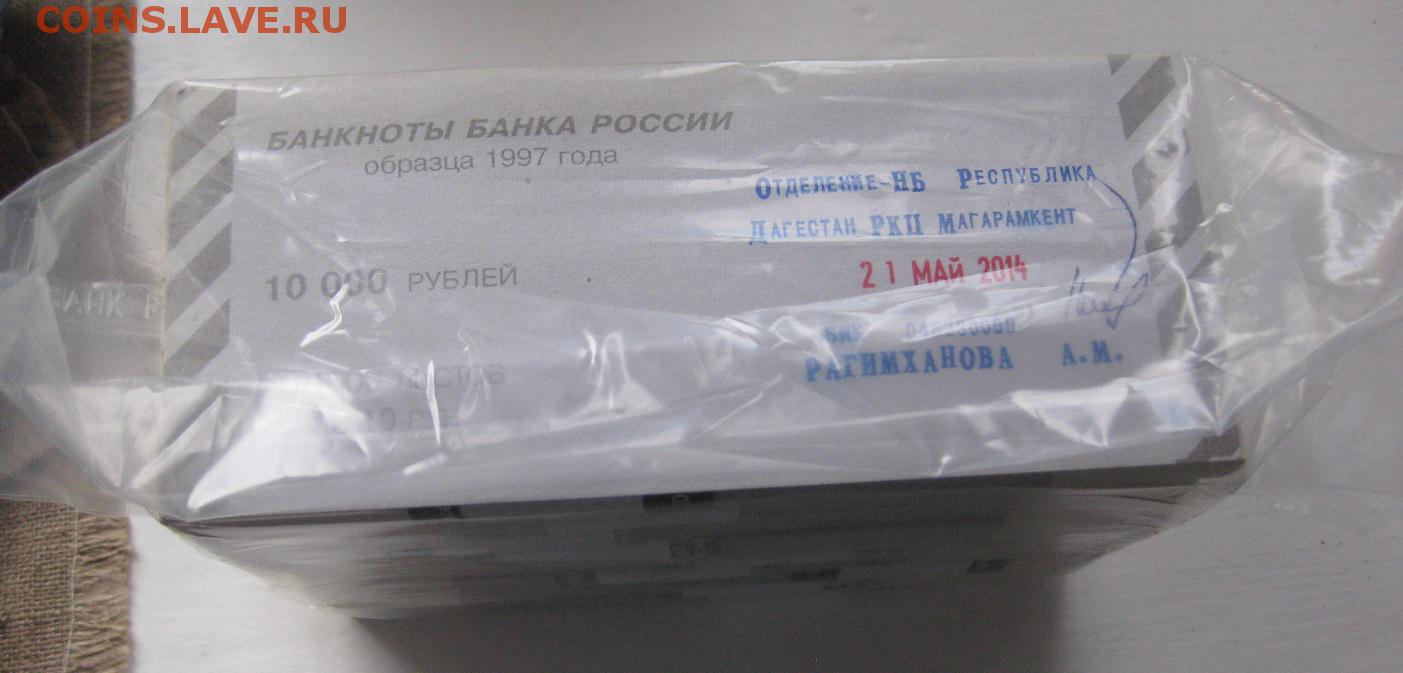 COINS.LAVE.RU
БАНКНОТЫ БАНКА РОССИИ
образца 1997 года
ОТДЕЛЕНИЕ-НБ РЕСПУБЛИКА
ДАГЕСТАН РКЦ МАГАРАМКЕНТ
21 МАЙ 2014
10 000 РУБЛЕЙ
БИК
РАГИМХАНОВА А.М.